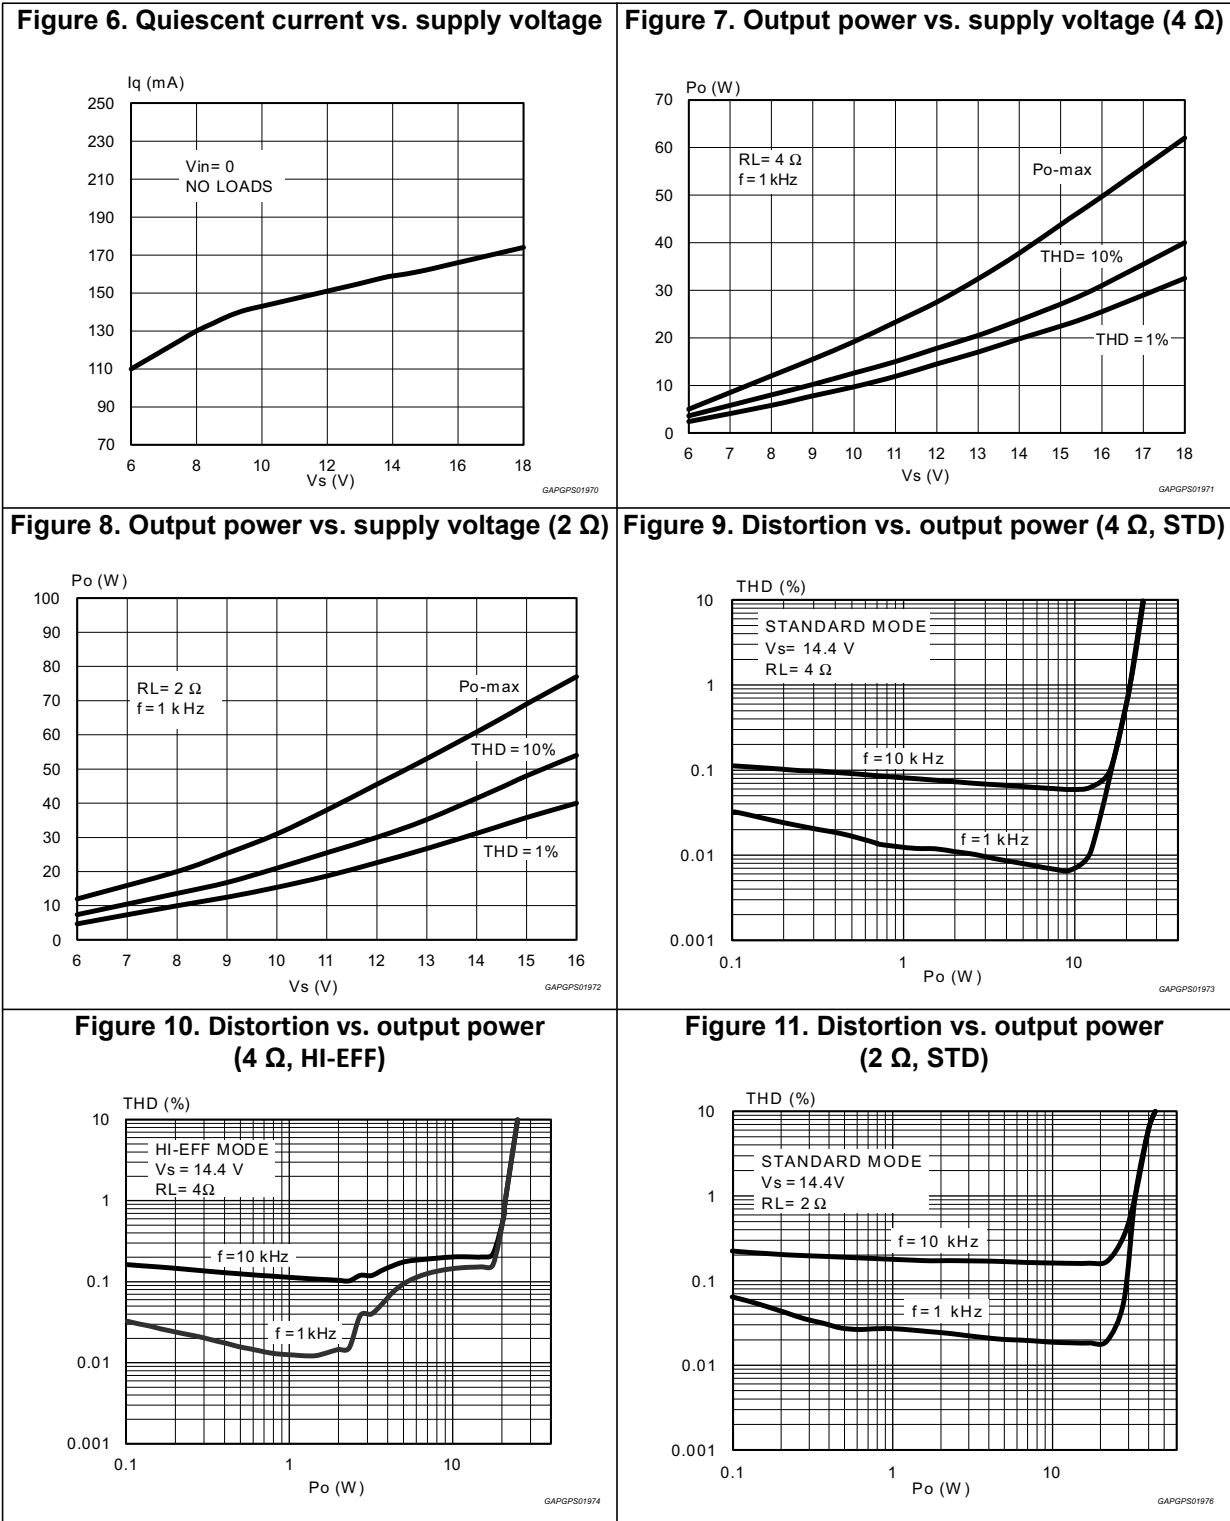 Figure 6. Quiescent current vs. supply voltage
Iq (mA)
250
230
210
190
170
150
130
110
90
70
Vin= 0
NO LOADS
6 8 10 12 14 16 18
Vs (V)
GAPGPS01970
Figure 7. Output power vs. supply voltage (4 Ω)
Po (W)
70
60
50
40
30
20
10
0
RL= 4 Ω
f = 1 kHz
Po-max
THD= 10%
THD = 1%
6 7 8 9 10 11 12 13 14 15 16 17 18
Vs (V)
GAPGPS01971
Figure 8. Output power vs. supply voltage (2 Ω)
Po (W)
100
90
80
70
60
50
40
30
20
10
0
RL= 2 Ω
f = 1 kHz
Po-max
THD = 10%
THD = 1%
6 7 8 9 10 11 12 13 14 15 16
Vs (V)
GAPGPS01972
Figure 9. Distortion vs. output power (4 Ω, STD)
THD (%)
10
1
0.1
0.01
0.001
STANDARD MODE
Vs= 14.4 V
RL= 4 Ω
f = 10 kHz
f = 1 kHz
0.1 1 10
Po (W)
GAPGPS01973
Figure 10. Distortion vs. output power
(4 Ω, HI-EFF)
THD (%)
10
1
0.1
0.01
0.001
HI-EFF MODE
Vs = 14.4 V
RL= 4Ω
f = 10 kHz
f = 1 kHz
0.1 1 10
Po (W)
GAPGPS01974
Figure 11. Distortion vs. output power
(2 Ω, STD)
THD (%)
10
1
0.1
0.01
0.001
STANDARD MODE
Vs = 14.4V
RL= 2 Ω
f = 10 kHz
f = 1 kHz
0.1 1 10
Po (W)
GAPGPS01976